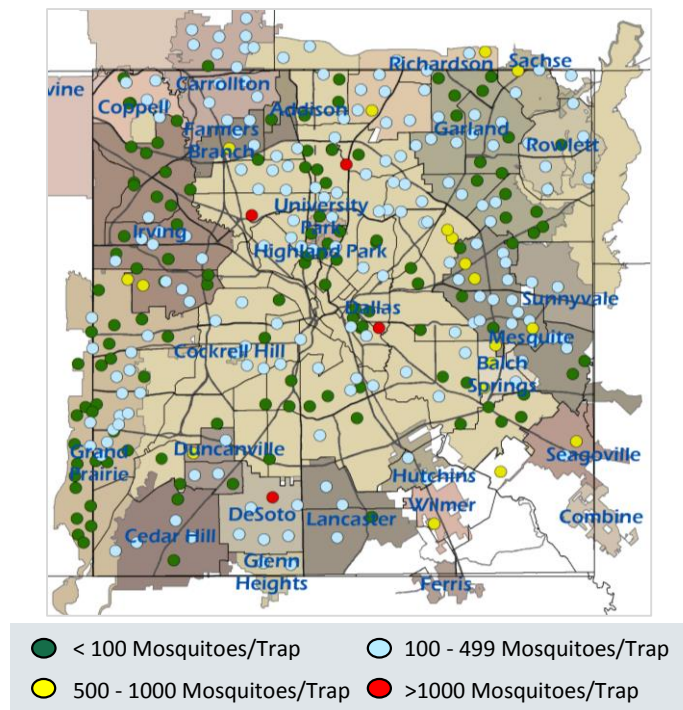 Richardson
Sachse
vine
Carrollton
Coppell
Addison
Farmers
Branch
Garland
Rowlett
University
Park
Irving
Highland Park
Dallas
Sunnyvale
Mesquite
Cockrell Hill
Balch
Springs
Duncanville
Grand
Prairie
Seagoville
Hutchins
Wilmer
DeSoto
Lancaster
Combine
Cedar Hill
Glenn
Heights
Ferris
< 100 Mosquitoes/Trap
100 - 499 Mosquitoes/Trap
500 - 1000 Mosquitoes/Trap
>1000 Mosquitoes/Trap